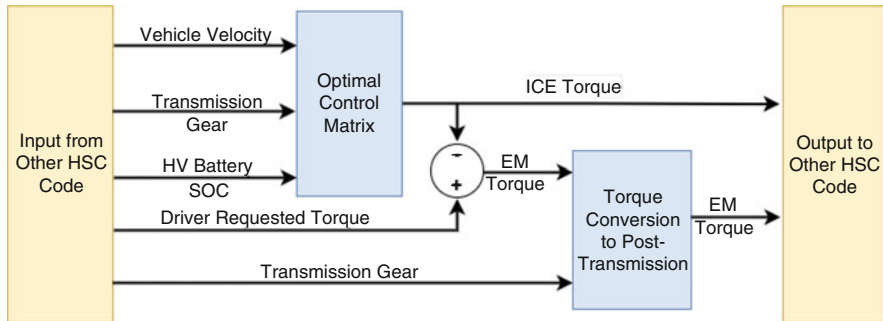 Input from
Other HSC
Code
Vehicle Velocity
Transmission
Gear
HV Battery
SOC
Driver Requested Torque
Transmission Gear
Optimal
Control
Matrix
ICE Torque
-
+
EM
Torque
Torque
Conversion
to Post-
Transmission
EM
Torque
Output to
Other HSC
Code